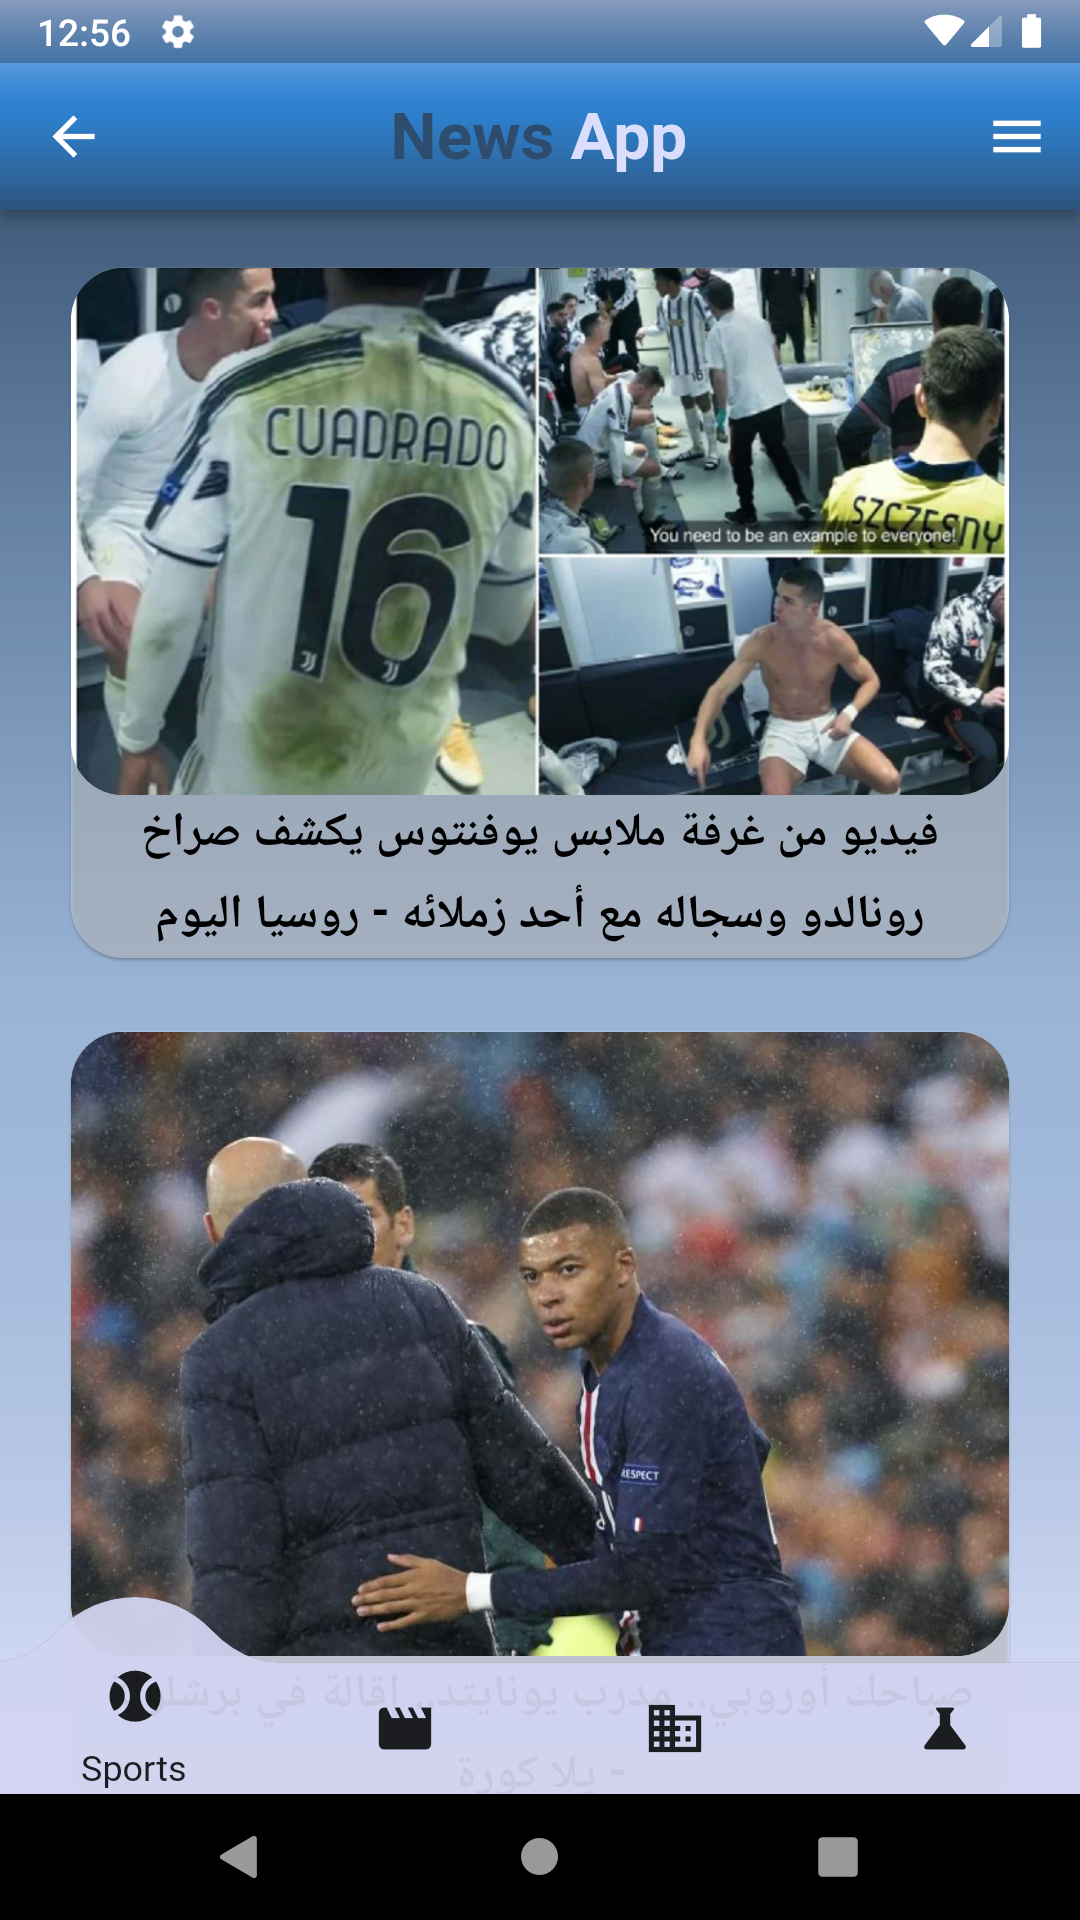 12:56
News App
CUADRADO
16
16
SZCZESNY
You need to be an example to everyone!
فيديو من غرفة ملابس يوفنتوس يكشف صراخ
رونالدو وسجاله مع أحد زملائه - روسيا اليوم
RESPECT
صباحك أوروبي.. مدرب يونايتد.. إقالة في برشلو
- يلا كورة
Sports